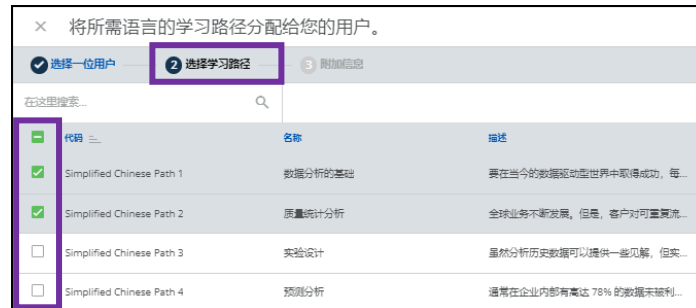 × 将所需语言的学习路径分配给您的用户。
选择一位用户 2 选择学习路径 3 附加信息
在这里搜索...
代码 名称 描述
Simplified Chinese Path 1 数据分析的基础 要在当今的数据驱动型世界中取得成功，每...
Simplified Chinese Path 2 质量统计分析 全球业务不断发展。但是，客户对可重复流...
Simplified Chinese Path 3 实验设计 虽然分析历史数据可以提供一些见解，但实...
Simplified Chinese Path 4 预测分析 通常在企业内部有高达 78% 的数据未被利...